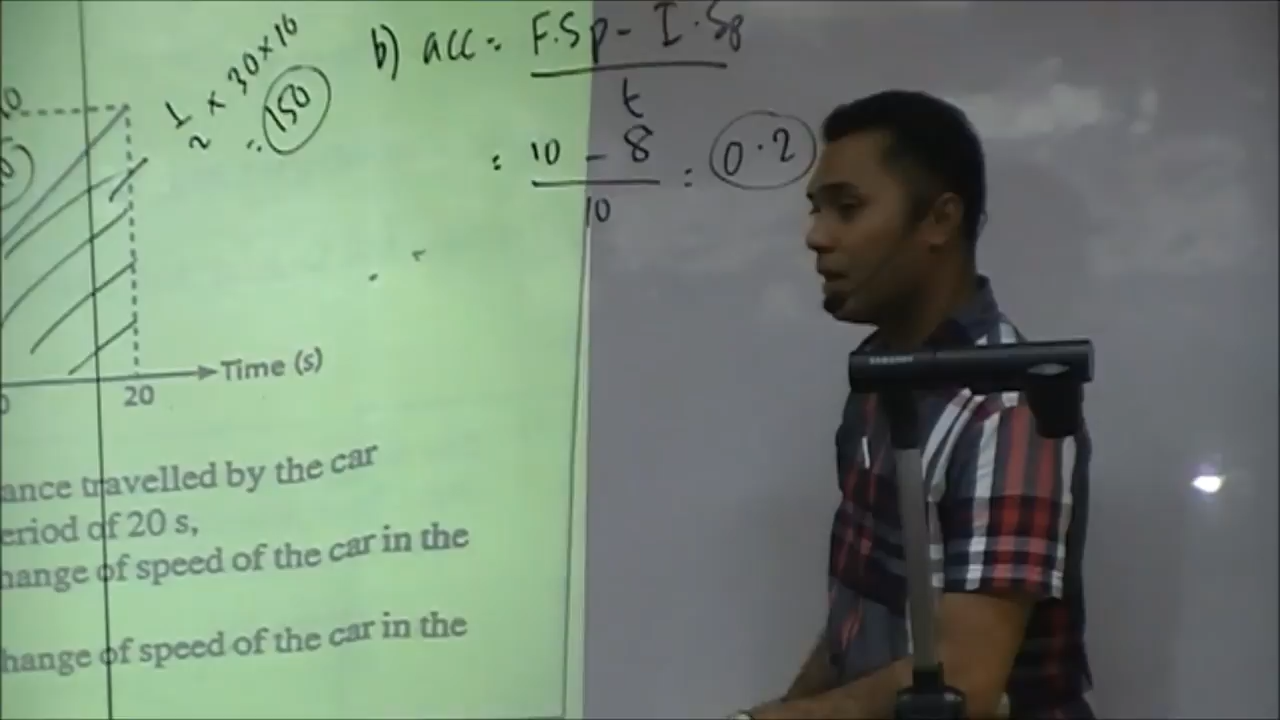 1/2 × 30 × 10
= 150
b) acc = F.Sp - I.Sp
t
= 10 - 8 = 0.2
10
Time (s)
20
ance travelled by the car
eriod of 20 s,
hange of speed of the car in the
hange of speed of the car in the
SAMSUNG